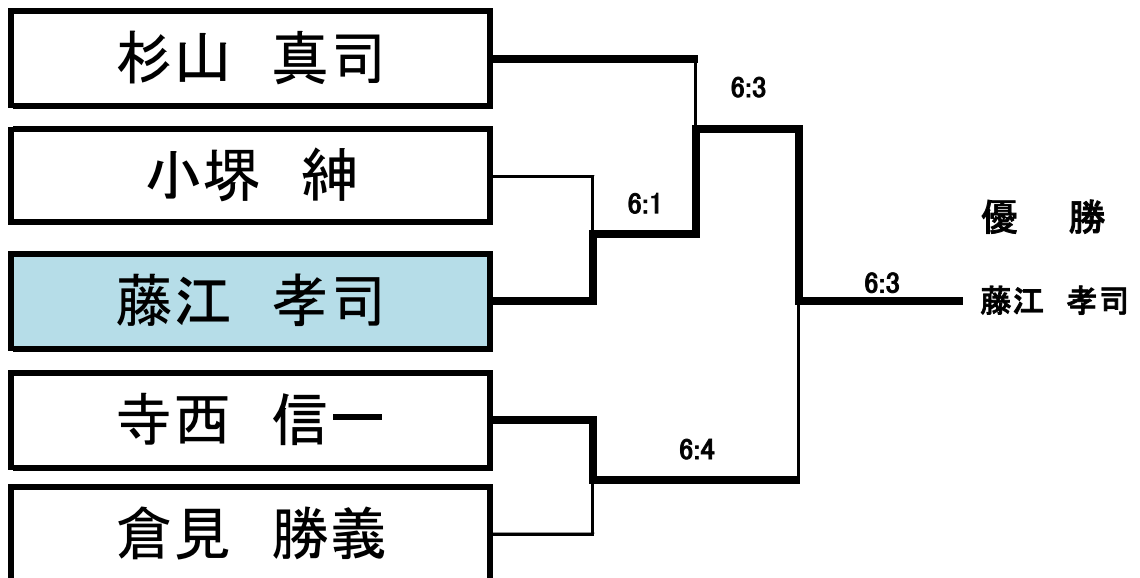 杉山　真司
6:3
小堺　紳
6:1
優　勝
藤江　孝司
6:3
藤江　孝司
寺西　信一
6:4
倉見　勝義